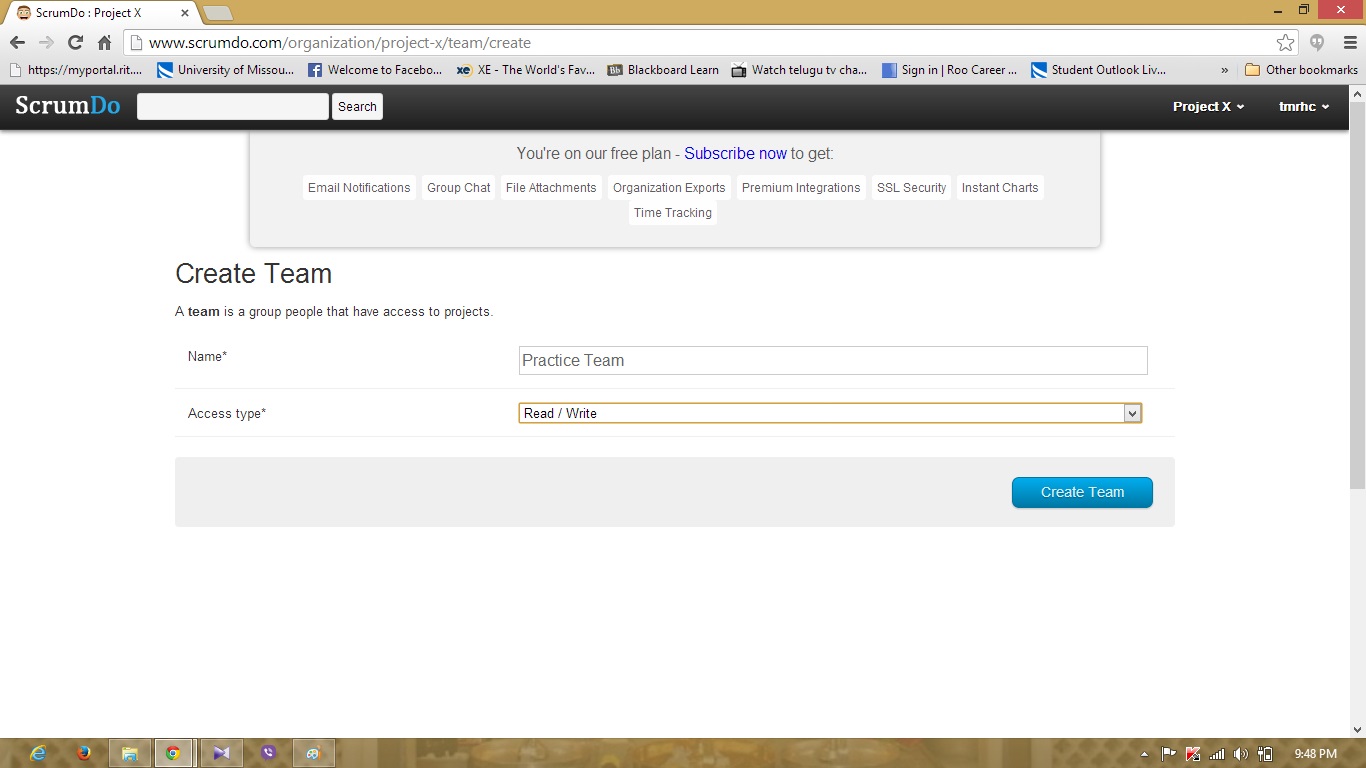 ScrumDo : Project X
www.scrumdo.com/organization/project-x/team/create
https://myportal.rit.... University of Missou... Welcome to Facebo... XE - The World's Fav... Blackboard Learn Watch telugu tv cha... Sign in | Roo Career ... Student Outlook Liv... » Other bookmarks
ScrumDo Search Project X tmrhc
You're on our free plan - Subscribe now to get:
Email Notifications Group Chat File Attachments Organization Exports Premium Integrations SSL Security Instant Charts
Time Tracking
Create Team
A team is a group people that have access to projects.
Name* Practice Team
Access type* Read / Write
Create Team
9:48 PM